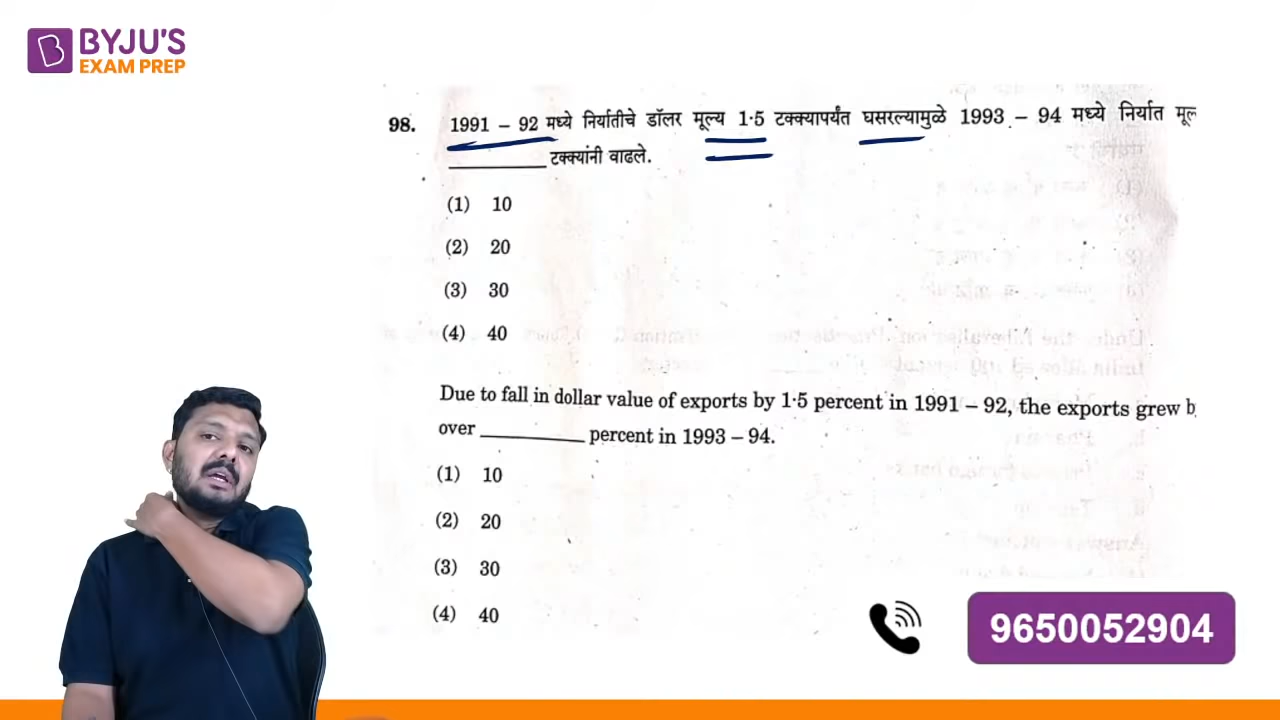 BYJU'S
EXAM PREP
98. 1991 – 92 मध्ये निर्यातीचे डॉलर मूल्य 1·5 टक्क्यापर्यंत घसरल्यामुळे 1993 – 94 मध्ये निर्यात
__________ टक्क्यांनी वाढले.
(1) 10
(2) 20
(3) 30
(4) 40
Due to fall in dollar value of exports by 1·5 percent in 1991 – 92, the exports grew
over __________ percent in 1993 – 94.
(1) 10
(2) 20
(3) 30
(4) 40
9650052904